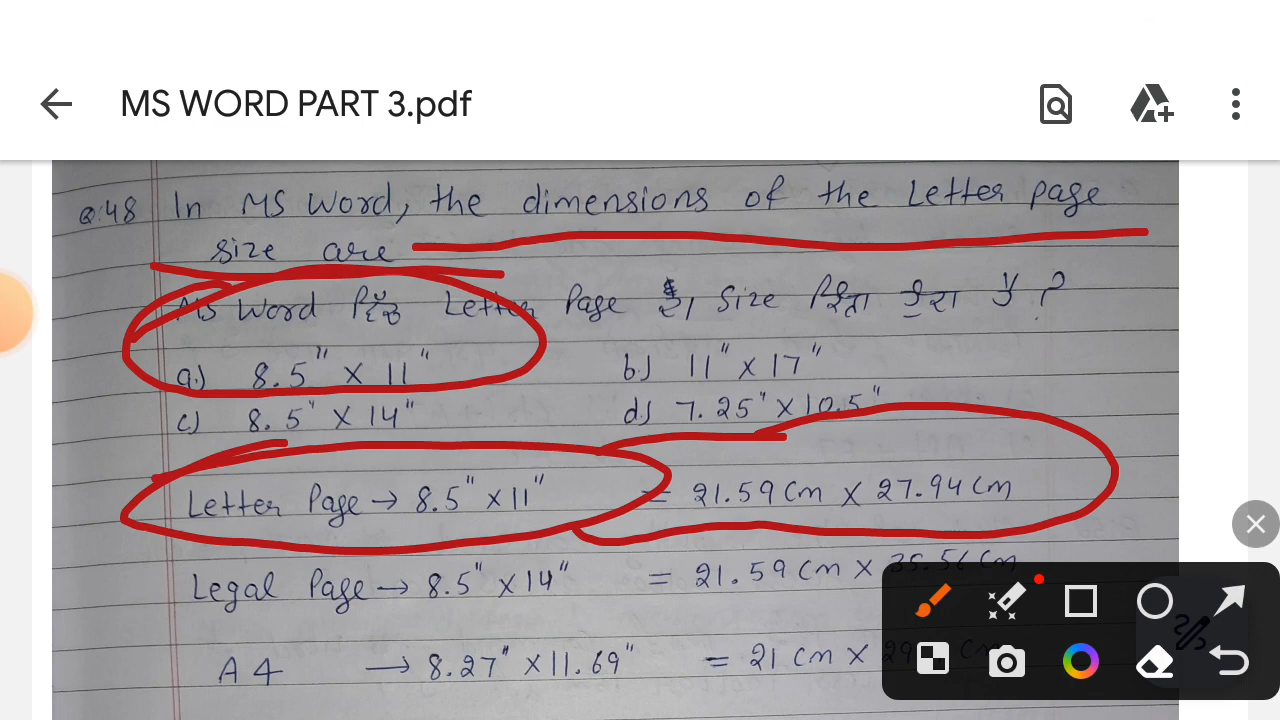 MS WORD PART 3.pdf
Q.48 In MS Word, the dimensions of the Letter page
size are
MS Word ਵਿੱਚ Letter Page ਦਾ Size ਕਿੰਨਾ ਹੁੰਦਾ ਹੈ?
a.) 8.5" X 11" b.) 11" X 17"
c.) 8.5" X 14" d.) 7.25" X 10.5"
Letter Page → 8.5" X 11" = 21.59 Cm X 27.94 Cm
Legal Page → 8.5" X 14" = 21.59 Cm X 35.56 Cm
A4 → 8.27" X 11.69" = 21 Cm X